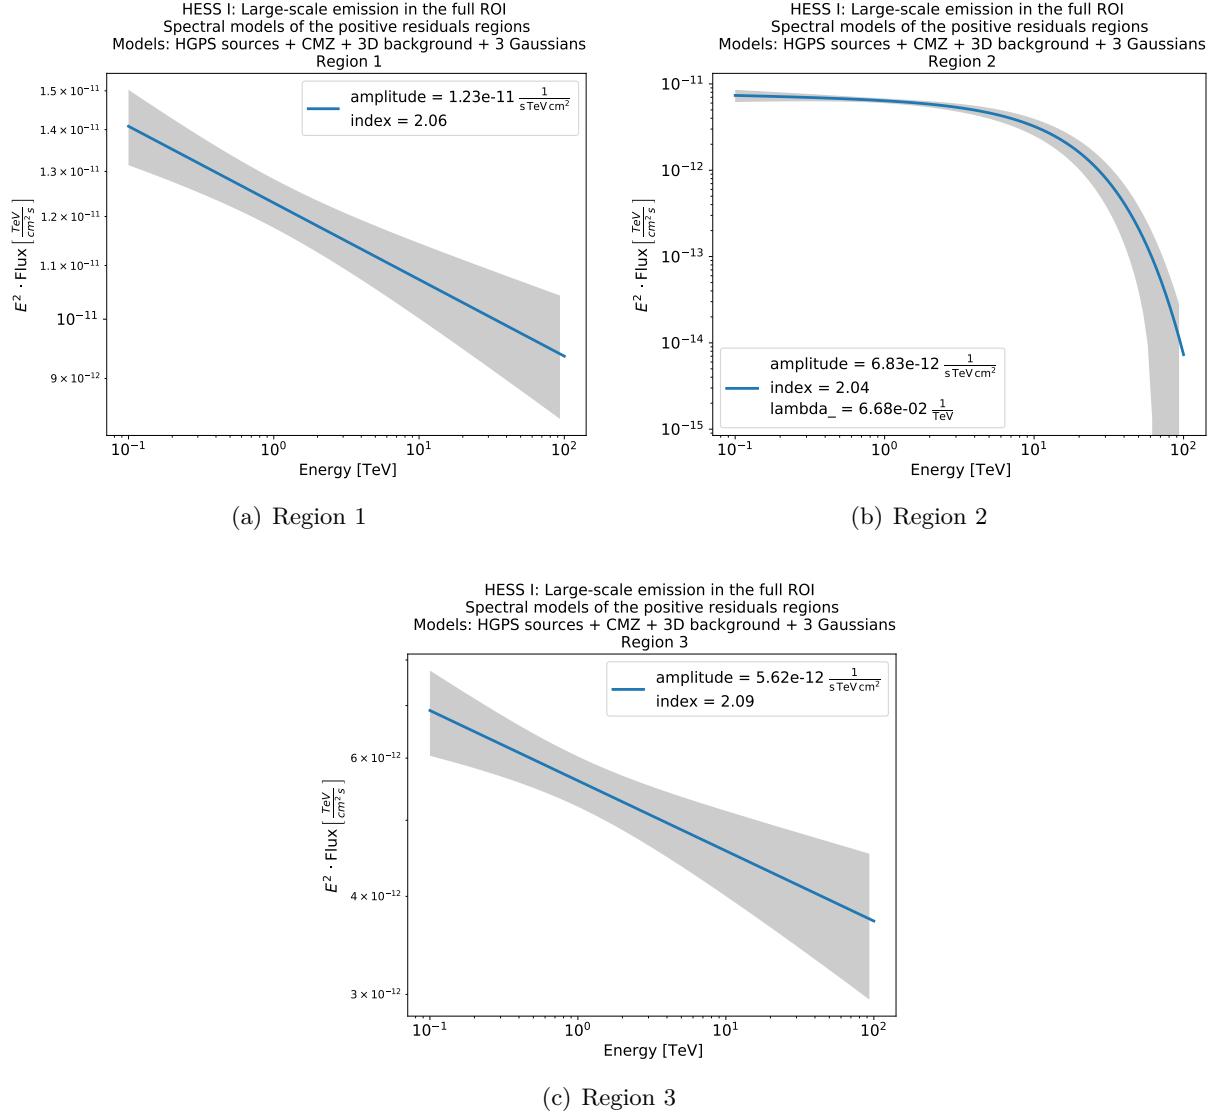 HESS I: Large-scale emission in the full ROI
Spectral models of the positive residuals regions
Models: HGPS sources + CMZ + 3D background + 3 Gaussians
Region 1
amplitude = 1.23e-11 1/(s TeV cm²)
index = 2.06
1.5 × 10⁻¹¹
1.4 × 10⁻¹¹
1.3 × 10⁻¹¹
1.2 × 10⁻¹¹
1.1 × 10⁻¹¹
10⁻¹¹
9 × 10⁻¹²
E² · Flux [TeV/(cm² s)]
10⁻¹ 10⁰ 10¹ 10²
Energy [TeV]
(a) Region 1
HESS I: Large-scale emission in the full ROI
Spectral models of the positive residuals regions
Models: HGPS sources + CMZ + 3D background + 3 Gaussians
Region 2
10⁻¹¹
10⁻¹²
10⁻¹³
10⁻¹⁴
10⁻¹⁵
E² · Flux [TeV/(cm² s)]
amplitude = 6.83e-12 1/(s TeV cm²)
index = 2.04
lambda_ = 6.68e-02 1/TeV
10⁻¹ 10⁰ 10¹ 10²
Energy [TeV]
(b) Region 2
HESS I: Large-scale emission in the full ROI
Spectral models of the positive residuals regions
Models: HGPS sources + CMZ + 3D background + 3 Gaussians
Region 3
amplitude = 5.62e-12 1/(s TeV cm²)
index = 2.09
6 × 10⁻¹²
4 × 10⁻¹²
3 × 10⁻¹²
E² · Flux [TeV/(cm² s)]
10⁻¹ 10⁰ 10¹ 10²
Energy [TeV]
(c) Region 3